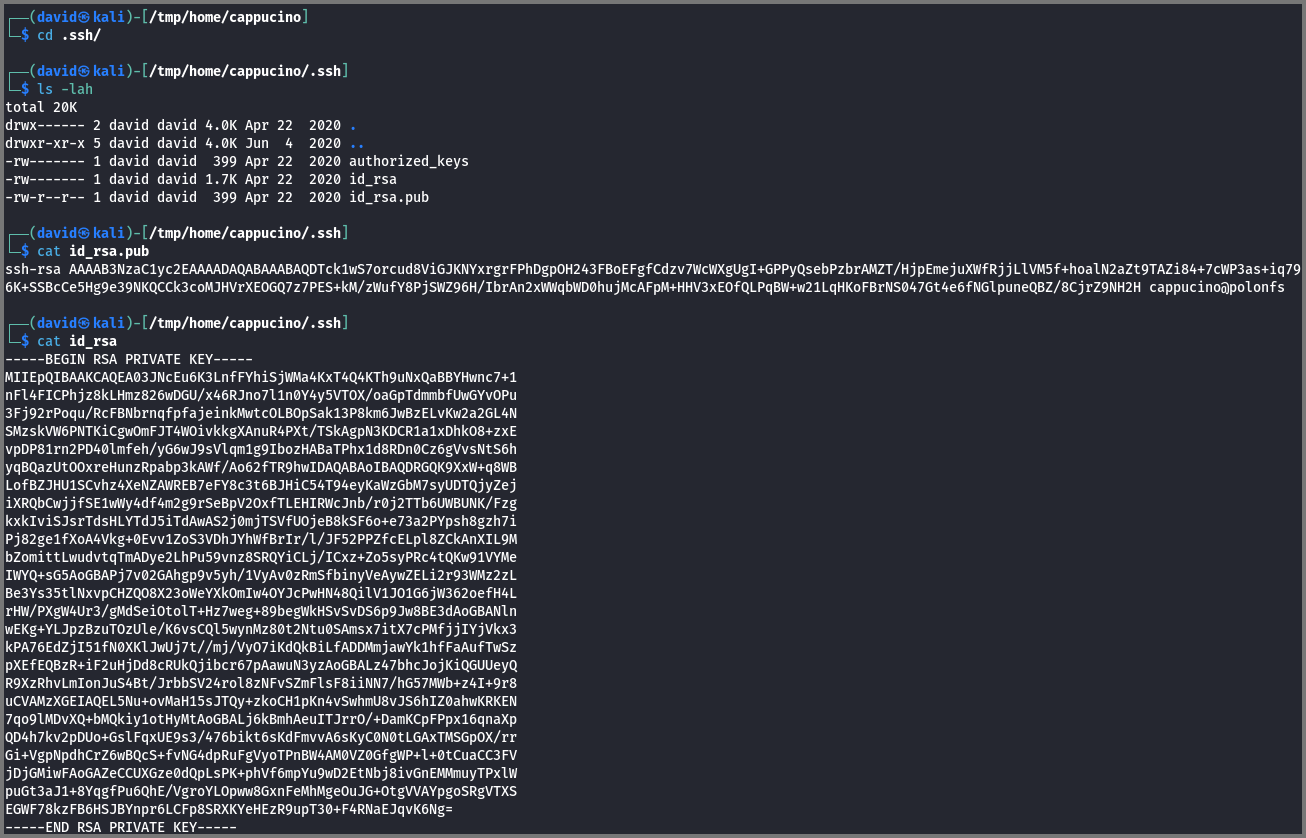 ┌──(david㉿kali)-[/tmp/home/cappucino]
└─$ cd .ssh/
┌──(david㉿kali)-[/tmp/home/cappucino/.ssh]
└─$ ls -lah
total 20K
drwx------ 2 david david 4.0K Apr 22  2020 .
drwxr-xr-x 5 david david 4.0K Jun  4  2020 ..
-rw------- 1 david david  399 Apr 22  2020 authorized_keys
-rw------- 1 david david 1.7K Apr 22  2020 id_rsa
-rw-r--r-- 1 david david  399 Apr 22  2020 id_rsa.pub
┌──(david㉿kali)-[/tmp/home/cappucino/.ssh]
└─$ cat id_rsa.pub
ssh-rsa AAAAB3NzaC1yc2EAAAADAQABAAABAQDTck1wS7orcud8ViGJKNYxrgrFPhDgpOH243FBoEFgfCdzv7WcWXgUgI+GPPyQsebPzbrAMZT/HjpEmejuXWfRjjLlVM5f+hoalN2aZt9TAZi84+7cWP3as+iq79
6K+SSBcCe5Hg9e39NKQCCk3coMJHVrXEOGQ7z7PES+kM/zWufY8PjSWZ96H/IbrAn2xWWqbWD0hujMcAFpM+HHV3xEOfQLPqBW+w21LqHKoFBrNS047Gt4e6fNGlpuneQBZ/8CjrZ9NH2H cappucino@polonfs
┌──(david㉿kali)-[/tmp/home/cappucino/.ssh]
└─$ cat id_rsa
-----BEGIN RSA PRIVATE KEY-----
MIIEpQIBAAKCAQEA03JNcEu6K3LnfFYhiSjWMa4KxT4Q4KTh9uNxQaBBYHwnc7+1
nFl4FICPhjz8kLHmz826wDGU/x46RJno7l1n0Y4y5VTOX/oaGpTdmmbfUwGYvOPu
3Fj92rPoqu/RcFBNbrnqfpfajeinkMwtcOLBOpSak13P8km6JwBzELvKw2a2GL4N
SMzskVW6PNTKiCgwOmFJT4WOivkkgXAnuR4PXt/TSkAgpN3KDCR1a1xDhkO8+zxE
vpDP81rn2PD40lmfeh/yG6wJ9sVlqm1g9IbozHABaTPhx1d8RDn0Cz6gVvsNtS6h
yqBQazUtOOxreHunzRpabp3kAWf/Ao62fTR9hwIDAQABAoIBAQDRGQK9XxW+q8WB
LofBZJHU1SCvhz4XeNZAWREB7eFY8c3t6BJHiC54T94eyKaWzGbM7syUDTQjyZej
iXRQbCwjjfSE1wWy4df4m2g9rSeBpV2OxfTLEHIRWcJnb/r0j2TTb6UWBUNK/Fzg
kxkIviSJsrTdsHLYTdJ5iTdAwAS2j0mjTSVfUOjeB8kSF6o+e73a2PYpsh8gzh7i
Pj82ge1fXoA4Vkg+0Evv1ZoS3VDhJYhWfBrIr/l/JF52PPZfcELpl8ZCkAnXIL9M
bZomittLwudvtqTmADye2LhPu59vnz8SRQYiCLj/ICxz+Zo5syPRc4tQKw91VYMe
IWYQ+sG5AoGBAPj7v02GAhgp9v5yh/1VyAv0zRmSfbinyVeAywZELi2r93WMz2zL
Be3Ys35tlNxvpCHZQO8X23oWeYXkOmIw4OYJcPwHN48QilV1JO1G6jW362oefH4L
rHW/PXgW4Ur3/gMdSeiOtolT+Hz7weg+89begWkHSvSvDS6p9Jw8BE3dAoGBANln
wEKg+YLJpzBzuTOzUle/K6vsCQl5wynMz80t2Ntu0SAmsx7itX7cPMfjjIYjVkx3
kPA76EdZjI51fN0XKlJwUj7t//mj/VyO7iKdQkBiLfADDMmjawYk1hfFaAufTwSz
pXEfEQBzR+iF2uHjDd8cRUkQjibcr67pAawuN3yzAoGBALz47bhcJojKiQGUUeyQ
R9XzRhvLmIonJuS4Bt/JrbbSV24rol8zNFvSZmFlsF8iiNN7/hG57MWb+z4I+9r8
uCVAMzXGEIAQEL5Nu+ovMaH15sJTQy+zkoCH1pKn4vSwhmU8vJS6hIZ0ahwKRKEN
7qo9lMDvXQ+bMQkiy1otHyMtAoGBALj6kBmhAeuITJrrO/+DamKCpFPpx16qnaXp
QD4h7kv2pDUo+GslFqxUE9s3/476bikt6sKdFmvvA6sKyC0N0tLGAxTMSGpOX/rr
Gi+VgpNpdhCrZ6wBQcS+fvNG4dpRuFgVyoTPnBW4AM0VZ0GfgWP+l+0tCuaCC3FV
jDjGMiwFAoGAZeCCUXGze0dQpLsPK+phVf6mpYu9wD2EtNbj8ivGnEMMmuyTPxlW
puGt3aJ1+8YqgfPu6QhE/VgroYLOpww8GxnFeMhMgeOuJG+OtgVVAYpgoSRgVTXS
EGWF78kzFB6HSJBYnpr6LCFp8SRXKYeHEzR9upT30+F4RNaEJqvK6Ng=
-----END RSA PRIVATE KEY-----